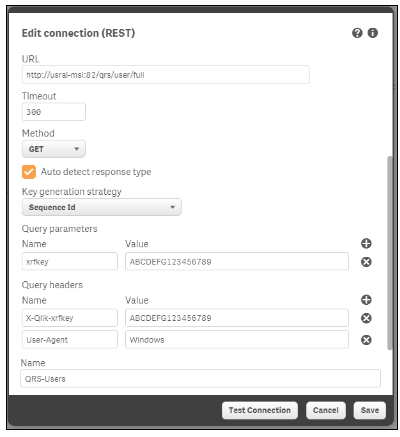 Edit connection (REST)
URL
http://usral-msi:82/qrs/user/full
Timeout
300
Method
GET
Auto detect response type
Key generation strategy
Sequence Id
Query parameters
Name Value
xrfkey ABCDEFG123456789
Query headers
Name Value
X-Qlik-xrfkey ABCDEFG123456789
User-Agent Windows
Name
QRS-Users
Test Connection Cancel Save